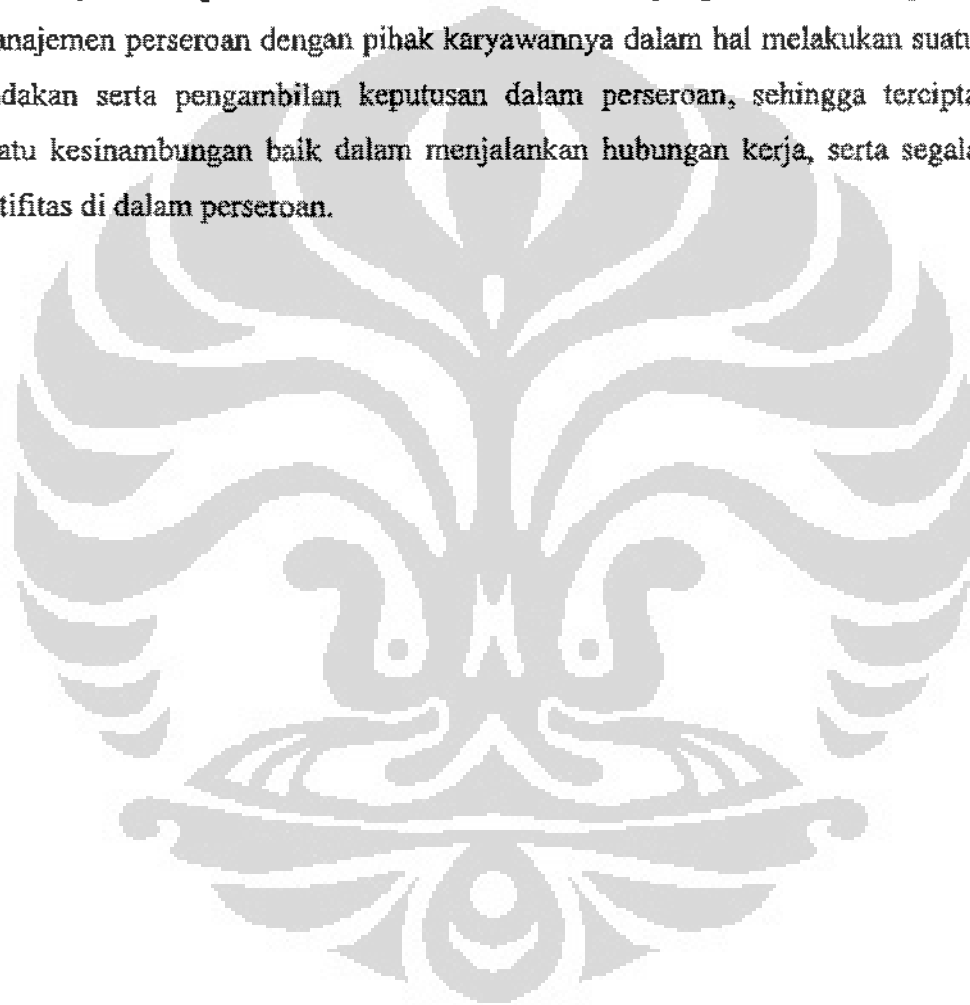 anajemen perseroan dengan pihak karyawannya dalam hal melakukan suatu
dakan serta pengambilan keputusan dalam perseroan, sehingga tercipta
atu kesinambungan baik dalam menjalankan hubungan kerja, serta segala
tifitas di dalam perseroan.